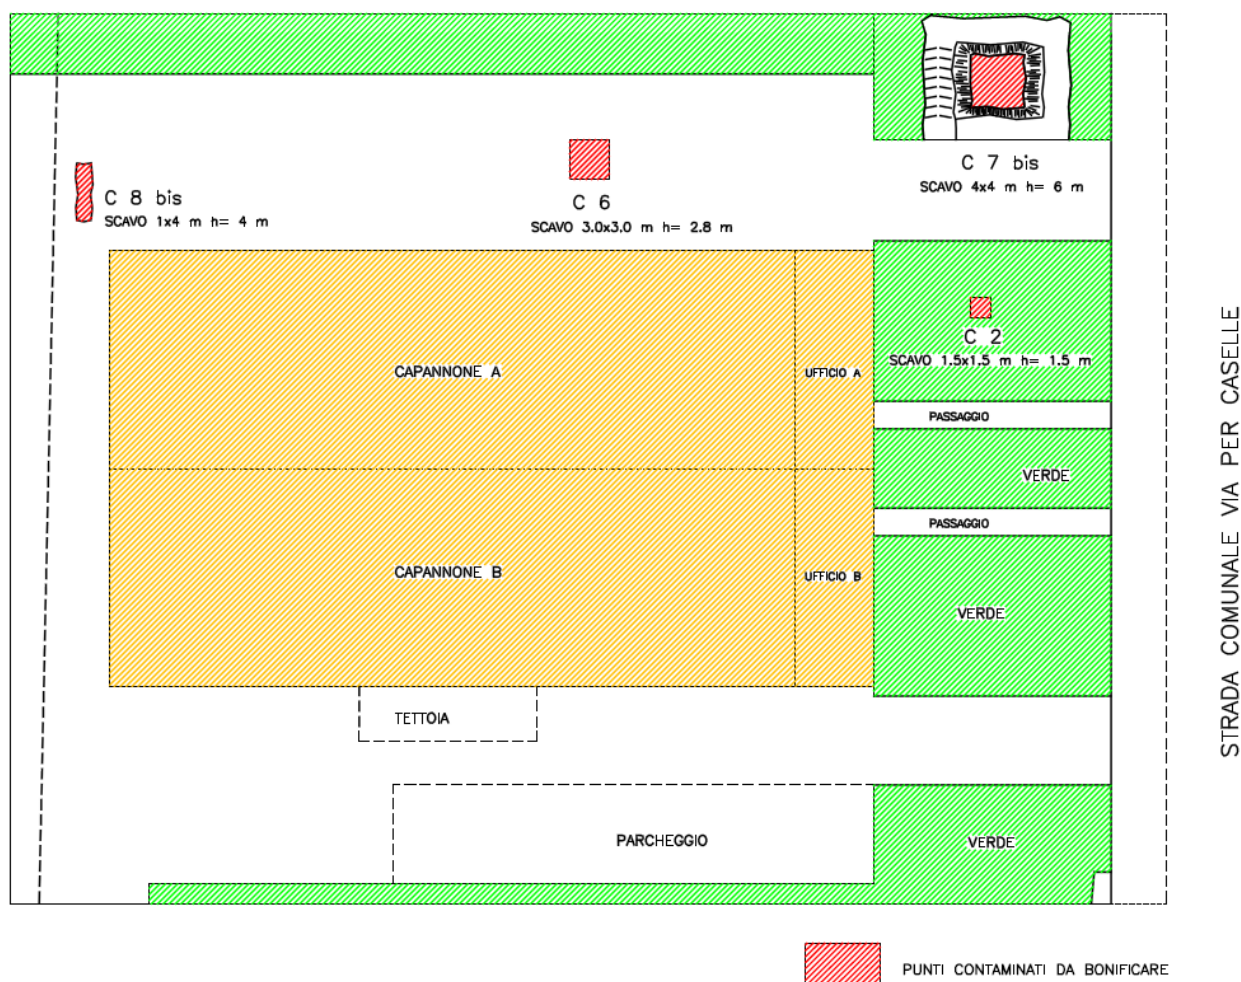 C 7 bis
SCAVO 4x4 m h= 6 m
C 8 bis
SCAVO 1x4 m h= 4 m
C 6
SCAVO 3.0x3.0 m h= 2.8 m
C 2
SCAVO 1.5x1.5 m h= 1.5 m
CAPANNONE A
UFFICIO A
PASSAGGIO
VERDE
PASSAGGIO
CAPANNONE B
UFFICIO B
VERDE
TETTOIA
PARCHEGGIO
VERDE
STRADA COMUNALE VIA PER CASELLE
PUNTI CONTAMINATI DA BONIFICARE